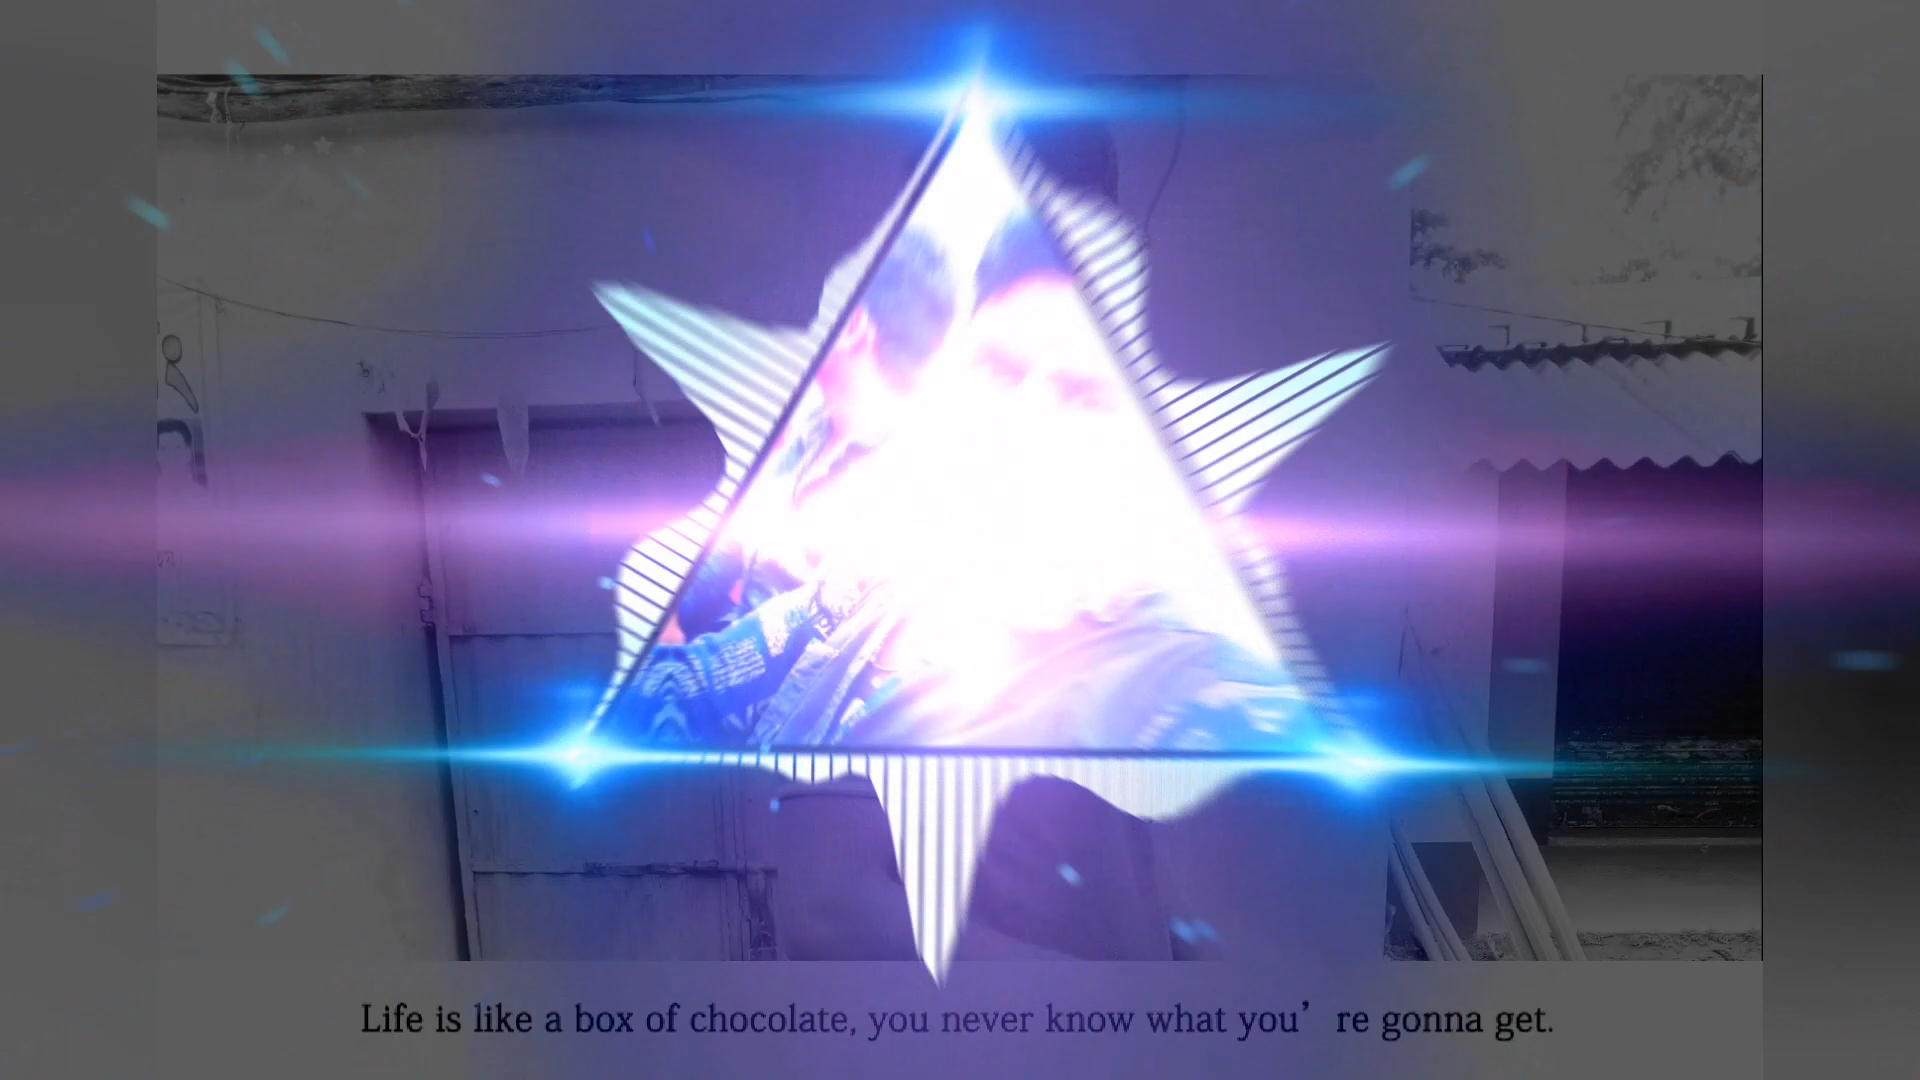 Life is like a box of chocolate, you never know what you’ re gonna get.